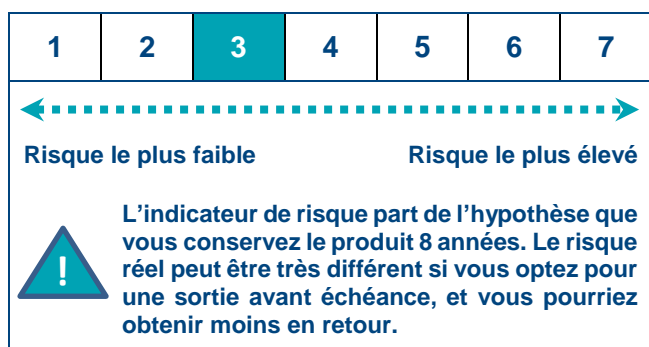 1 2 3 4 5 6 7
Risque le plus faible Risque le plus élevé
L’indicateur de risque part de l’hypothèse que
vous conservez le produit 8 années. Le risque
réel peut être très différent si vous optez pour
une sortie avant échéance, et vous pourriez
obtenir moins en retour.
!